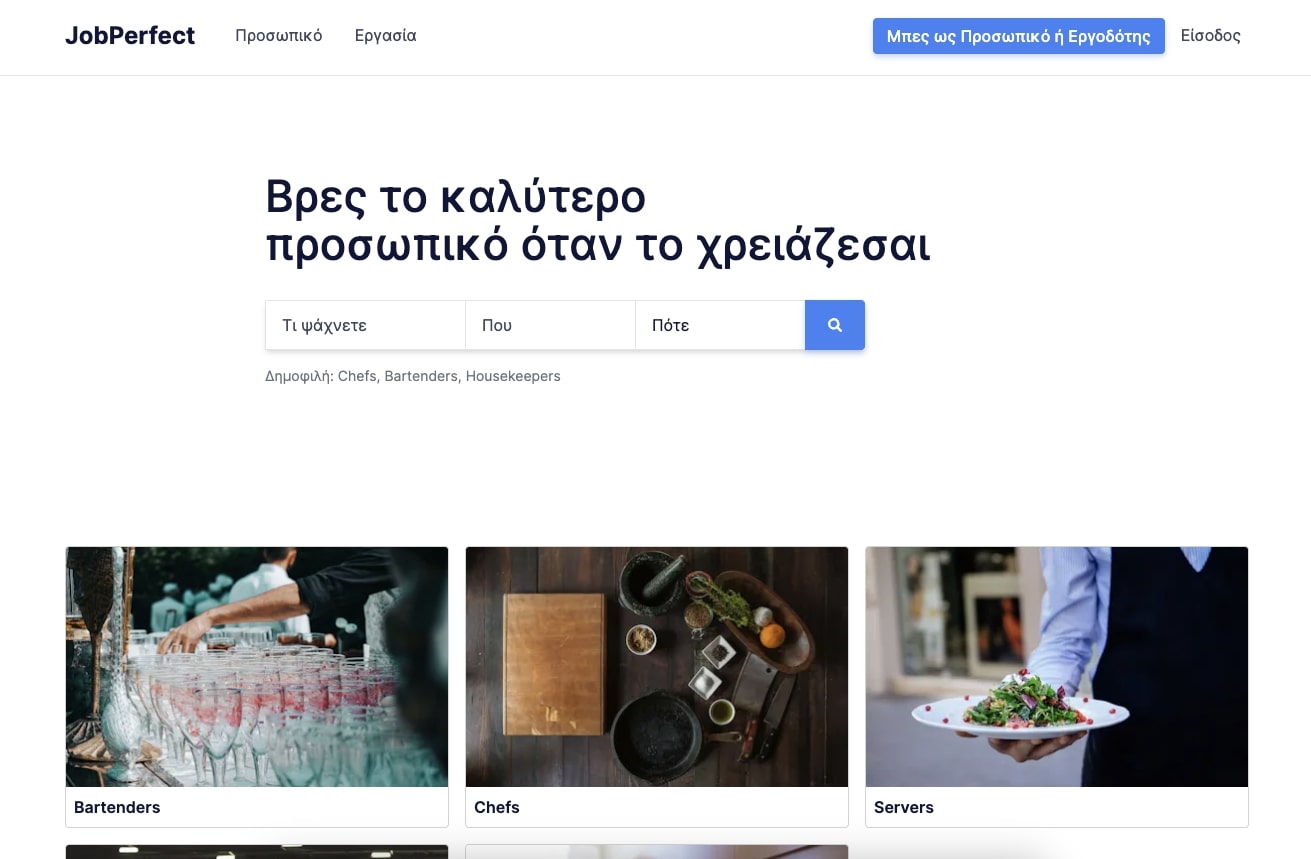 JobPerfect
Προσωπικό
Εργασία
Μπες ως Προσωπικό ή Εργοδότης
Είσοδος
Βρες το καλύτερο
προσωπικό όταν το χρειάζεσαι
Τι ψάχνετε
Που
Πότε
Δημοφιλή: Chefs, Bartenders, Housekeepers
Bartenders
Chefs
Servers